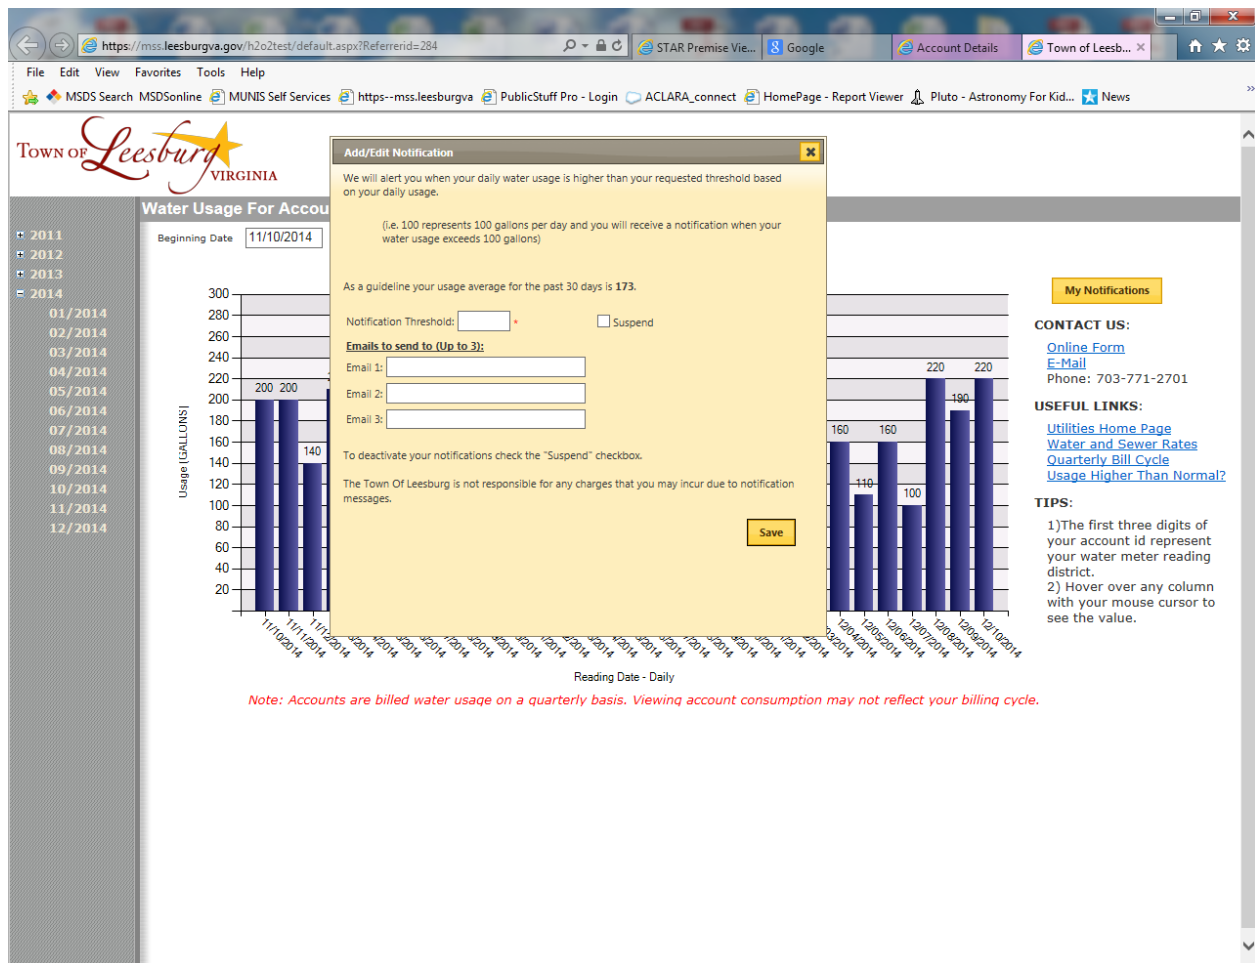 https://mss.leesburgva.gov/h2o2test/default.aspx?Referrerid=284
STAR Premise Vie...
Google
Account Details
Town of Leesb...
File Edit View Favorites Tools Help
MSDS Search MSDSonline MUNIS Self Services https--mss.leesburgva PublicStuff Pro - Login ACLARA_connect HomePage - Report Viewer Pluto - Astronomy For Kid... News
TOWN OF Leesburg
VIRGINIA
Water Usage For Accou
Beginning Date 11/10/2014
2011
2012
2013
2014
01/2014
02/2014
03/2014
04/2014
05/2014
06/2014
07/2014
08/2014
09/2014
10/2014
11/2014
12/2014
Add/Edit Notification
We will alert you when your daily water usage is higher than your requested threshold based
on your daily usage.
(i.e. 100 represents 100 gallons per day and you will receive a notification when your
water usage exceeds 100 gallons)
As a guideline your usage average for the past 30 days is 173.
Notification Threshold: * Suspend
Emails to send to (Up to 3):
Email 1:
Email 2:
Email 3:
To deactivate your notifications check the "Suspend" checkbox.
The Town Of Leesburg is not responsible for any charges that you may incur due to notification
messages.
Save
Usage [GALLONS]
300
280
260
240
220
200
180
160
140
120
100
80
60
40
20
200 200
140
160
110
160
100
220
190
220
11/10/2014
11/11/2014
12/04/2014
12/05/2014
12/06/2014
12/07/2014
12/08/2014
12/09/2014
12/10/2014
Reading Date - Daily
Note: Accounts are billed water usage on a quarterly basis. Viewing account consumption may not reflect your billing cycle.
My Notifications
CONTACT US:
Online Form
E-Mail
Phone: 703-771-2701
USEFUL LINKS:
Utilities Home Page
Water and Sewer Rates
Quarterly Bill Cycle
Usage Higher Than Normal?
TIPS:
1)The first three digits of
your account id represent
your water meter reading
district.
2) Hover over any column
with your mouse cursor to
see the value.